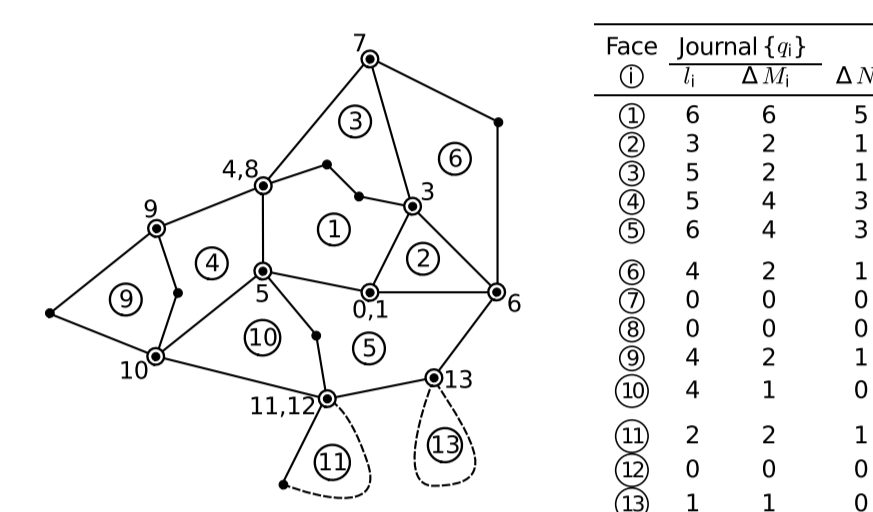 7
③
⑥
4,8
3
9
①
④
②
⑨
5
0,1
6
⑩
⑤
10
13
11,12
⑪
⑬
Face Journal {qi}
ⓘ li Δ Mi Δ N
① 6 6 5
② 3 2 1
③ 5 2 1
④ 5 4 3
⑤ 6 4 3
⑥ 4 2 1
⑦ 0 0 0
⑧ 0 0 0
⑨ 4 2 1
⑩ 4 1 0
⑪ 2 2 1
⑫ 0 0 0
⑬ 1 1 0